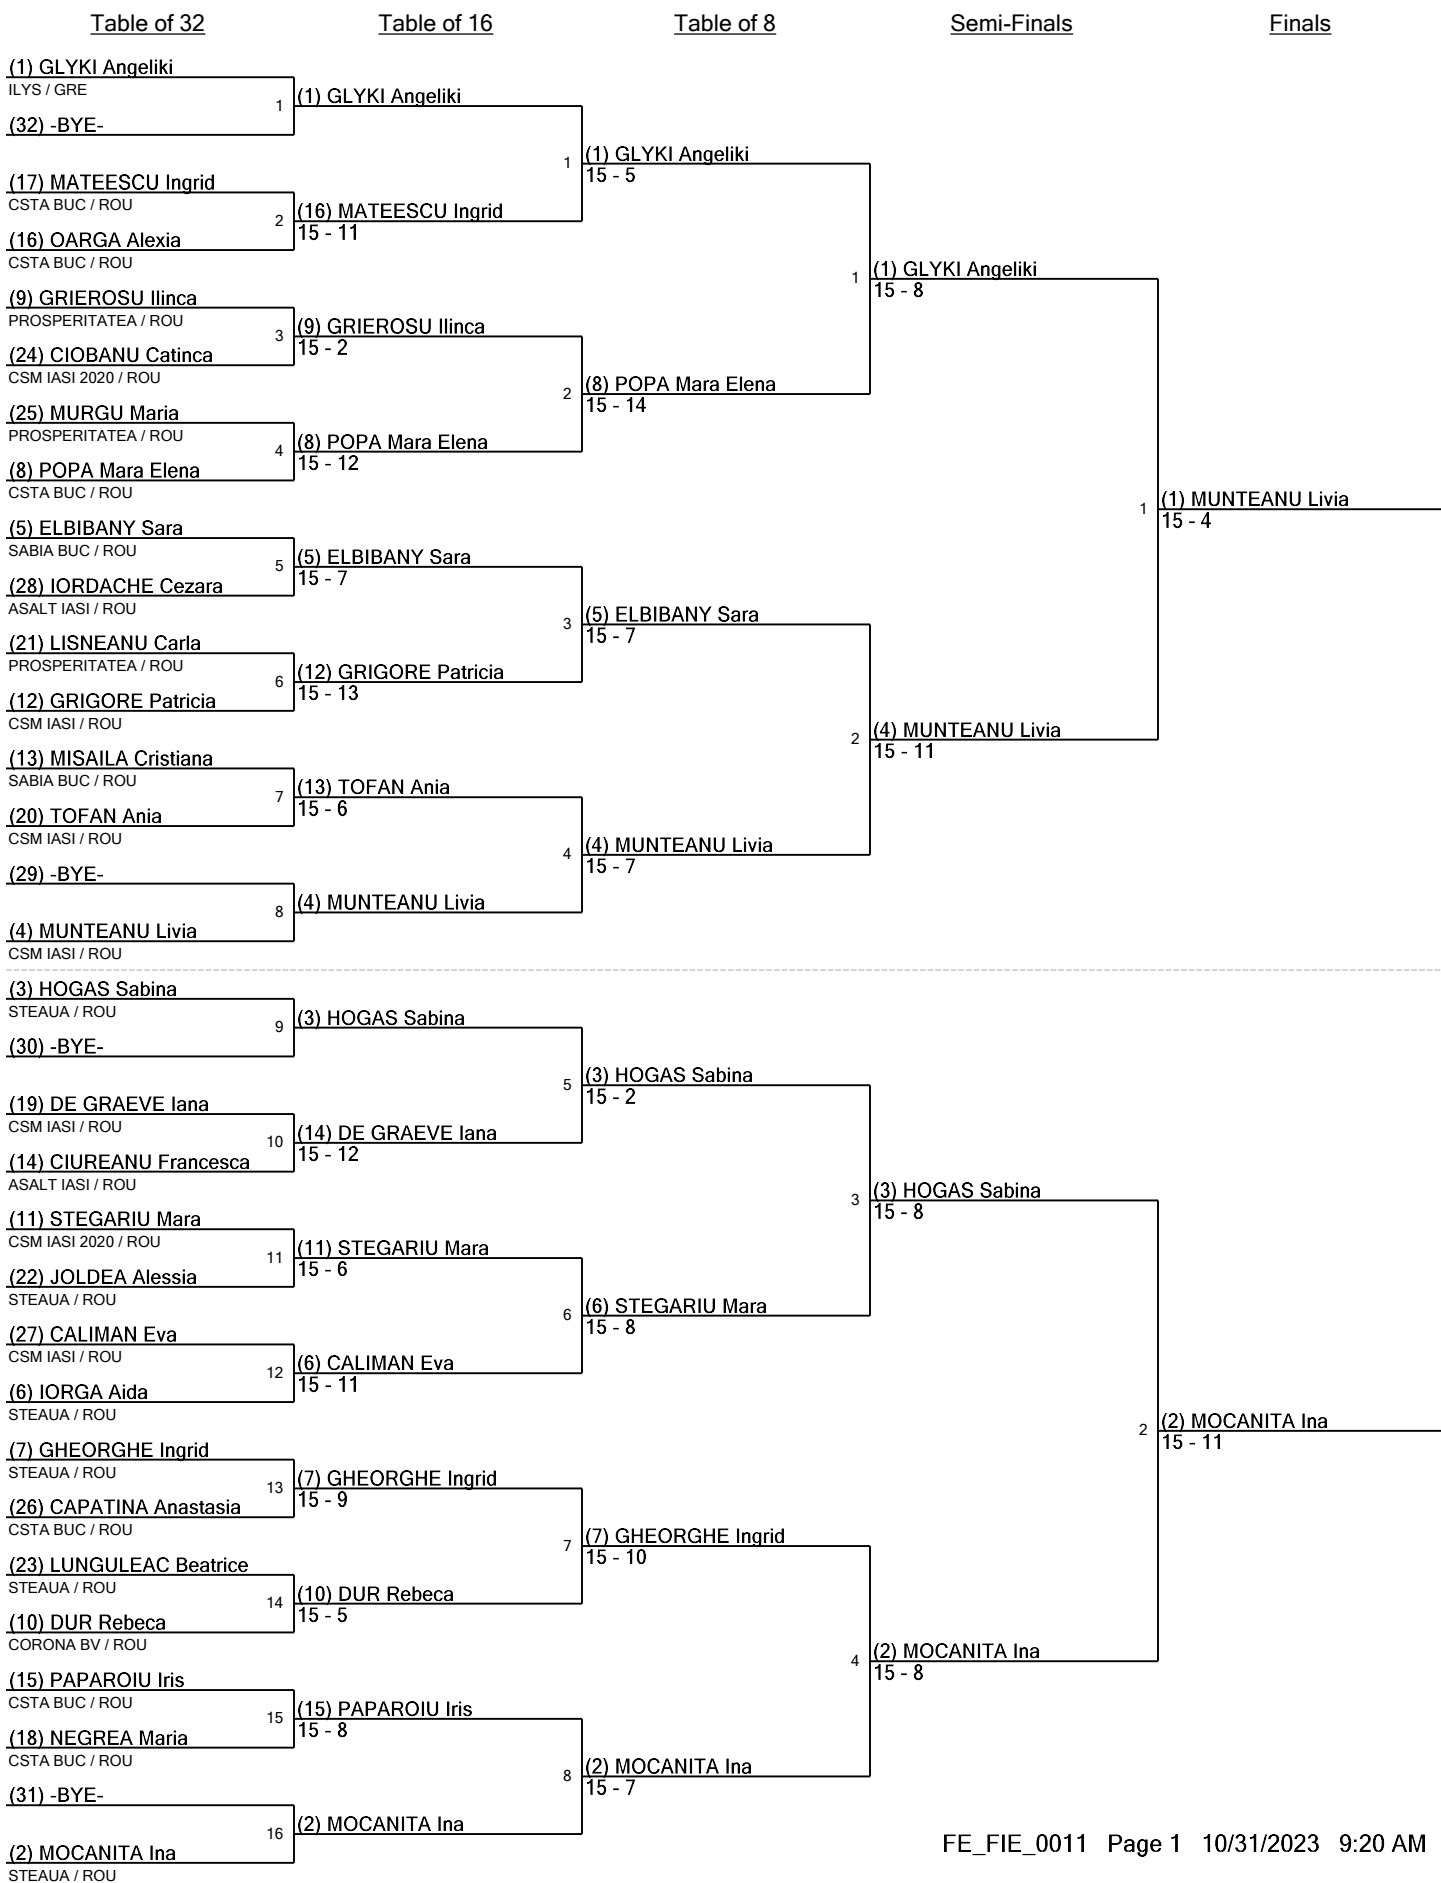 Table of 32
Table of 16
Table of 8
Semi-Finals
Finals
(1) GLYKI Angeliki
ILYS / GRE
(32) -BYE-
(17) MATEESCU Ingrid
CSTA BUC / ROU
(16) OARGA Alexia
CSTA BUC / ROU
(9) GRIEROSU Ilinca
PROSPERITATEA / ROU
(24) CIOBANU Catinca
CSM IASI 2020 / ROU
(25) MURGU Maria
PROSPERITATEA / ROU
(8) POPA Mara Elena
CSTA BUC / ROU
(5) ELBIBANY Sara
SABIA BUC / ROU
(28) IORDACHE Cezara
ASALT IASI / ROU
(21) LISNEANU Carla
PROSPERITATEA / ROU
(12) GRIGORE Patricia
CSM IASI / ROU
(13) MISAILA Cristiana
SABIA BUC / ROU
(20) TOFAN Ania
CSM IASI / ROU
(29) -BYE-
(4) MUNTEANU Livia
CSM IASI / ROU
(3) HOGAS Sabina
STEAUA / ROU
(30) -BYE-
(19) DE GRAEVE Iana
CSM IASI / ROU
(14) CIUREANU Francesca
ASALT IASI / ROU
(11) STEGARIU Mara
CSM IASI 2020 / ROU
(22) JOLDEA Alessia
STEAUA / ROU
(27) CALIMAN Eva
CSM IASI / ROU
(6) IORGA Aida
STEAUA / ROU
(7) GHEORGHE Ingrid
STEAUA / ROU
(26) CAPATINA Anastasia
CSTA BUC / ROU
(23) LUNGULEAC Beatrice
STEAUA / ROU
(10) DUR Rebeca
CORONA BV / ROU
(15) PAPAROIU Iris
CSTA BUC / ROU
(18) NEGREA Maria
CSTA BUC / ROU
(31) -BYE-
(2) MOCANITA Ina
STEAUA / ROU
1 (1) GLYKI Angeliki
2 (16) MATEESCU Ingrid
15 - 11
3 (9) GRIEROSU Ilinca
15 - 2
4 (8) POPA Mara Elena
15 - 12
5 (5) ELBIBANY Sara
15 - 7
6 (12) GRIGORE Patricia
15 - 13
7 (13) TOFAN Ania
15 - 6
8 (4) MUNTEANU Livia
9 (3) HOGAS Sabina
10 (14) DE GRAEVE Iana
15 - 12
11 (11) STEGARIU Mara
15 - 6
12 (6) CALIMAN Eva
15 - 11
13 (7) GHEORGHE Ingrid
15 - 9
14 (10) DUR Rebeca
15 - 5
15 (15) PAPAROIU Iris
15 - 8
16 (2) MOCANITA Ina
1 (1) GLYKI Angeliki
15 - 5
2 (8) POPA Mara Elena
15 - 14
3 (5) ELBIBANY Sara
15 - 7
4 (4) MUNTEANU Livia
15 - 7
5 (3) HOGAS Sabina
15 - 2
6 (6) STEGARIU Mara
15 - 8
7 (7) GHEORGHE Ingrid
15 - 10
8 (2) MOCANITA Ina
15 - 7
1 (1) GLYKI Angeliki
15 - 8
2 (4) MUNTEANU Livia
15 - 11
3 (3) HOGAS Sabina
15 - 8
4 (2) MOCANITA Ina
15 - 8
1 (1) MUNTEANU Livia
15 - 4
2 (2) MOCANITA Ina
15 - 11
FE_FIE_0011 Page 1 10/31/2023 9:20 AM